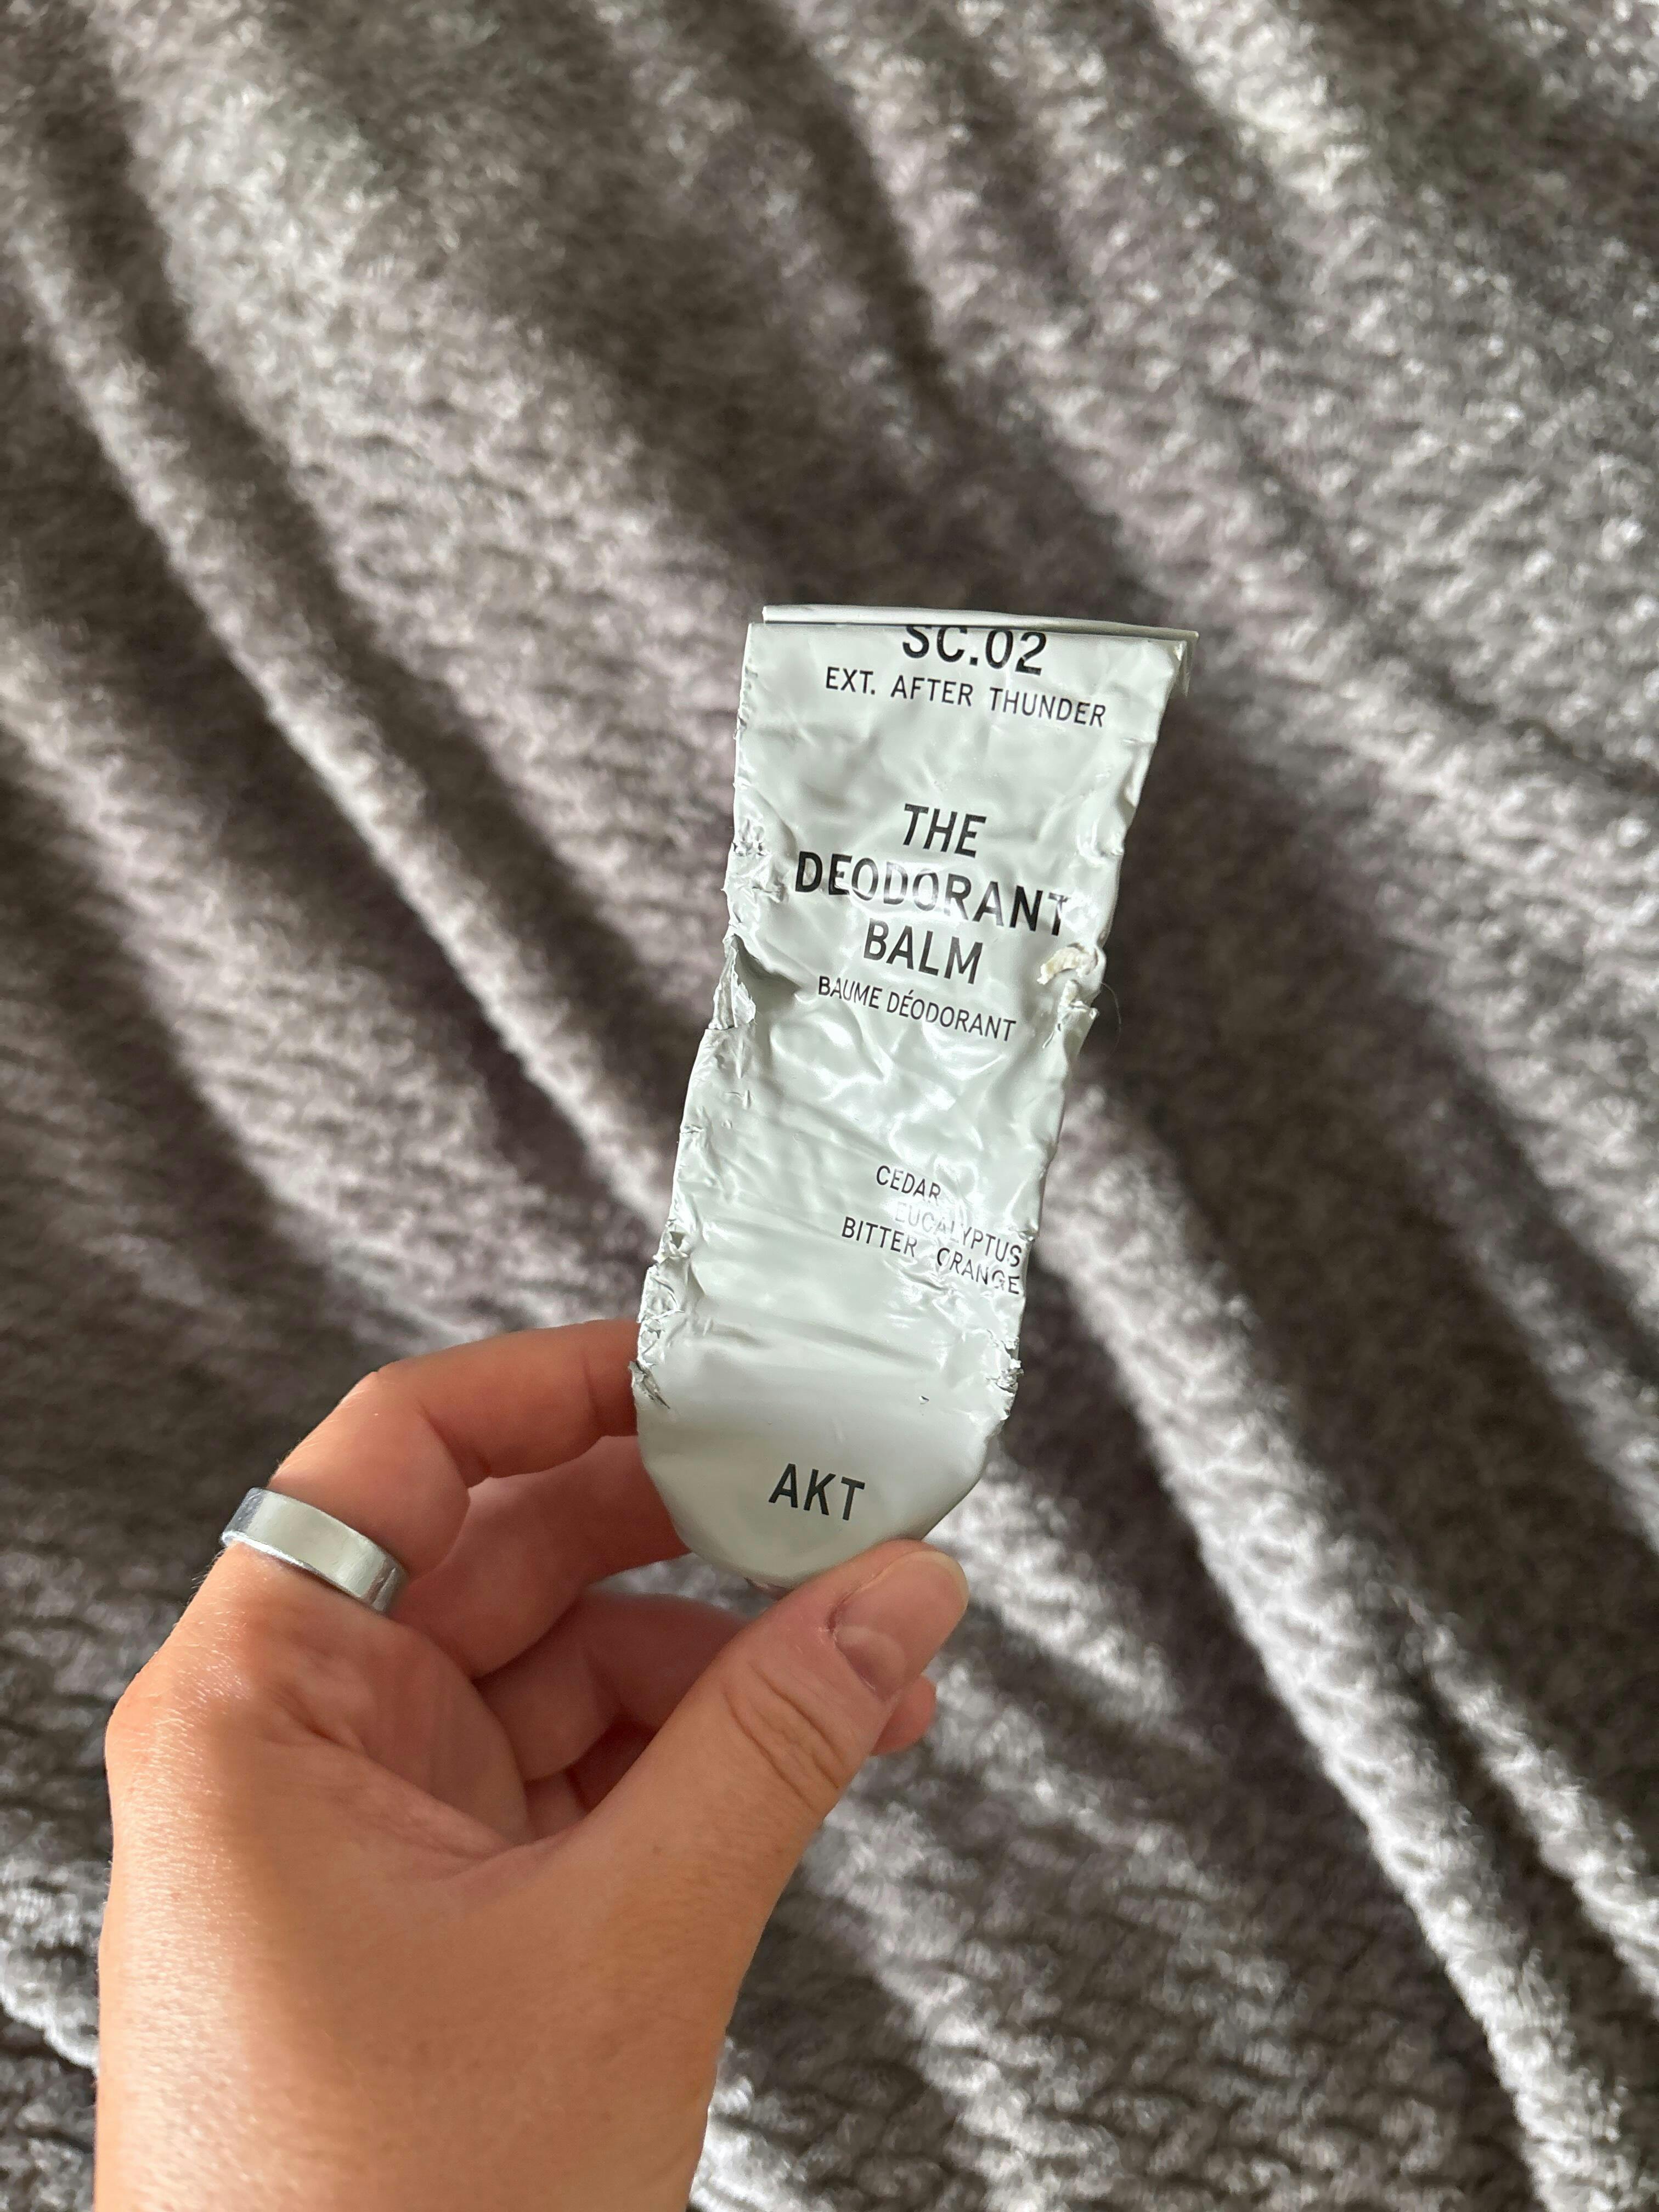 SC.02
EXT. AFTER THUNDER
THE
DEODORANT
BALM
BAUME DÉODORANT
CEDAR
EUCALYPTUS
BITTER ORANGE
AKT